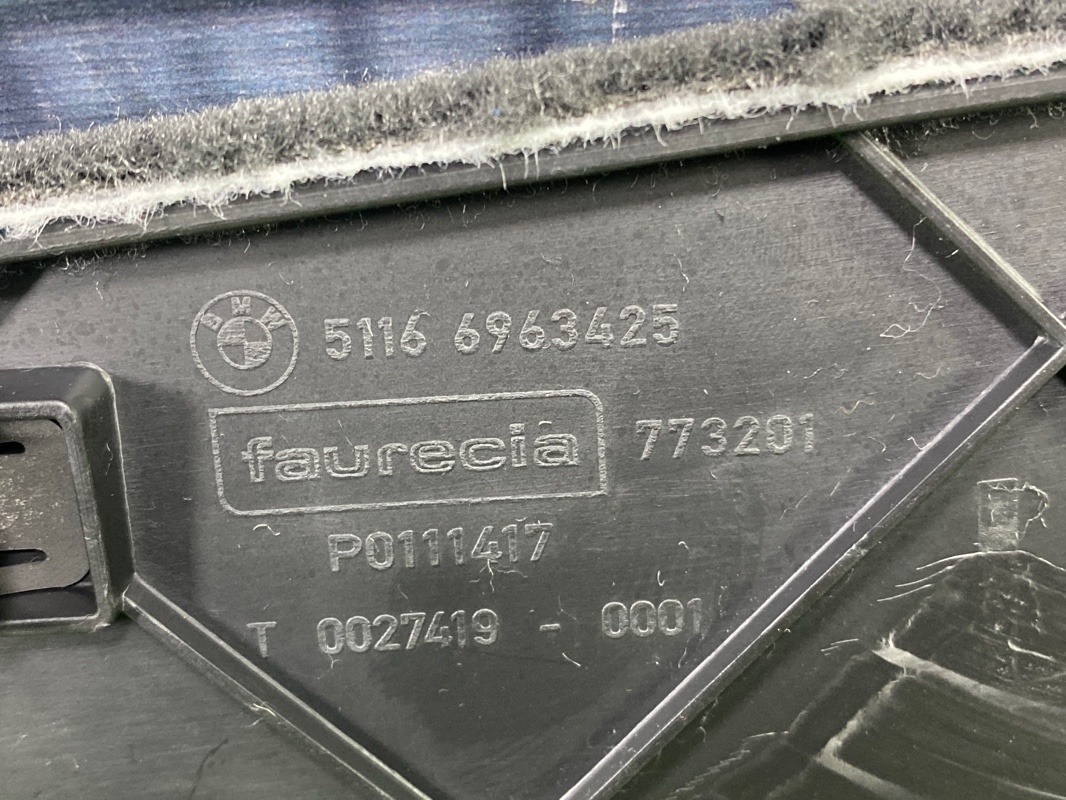 BMW 5116 6963425
faurecia 773201
P0111417
T 0027419 - 0001